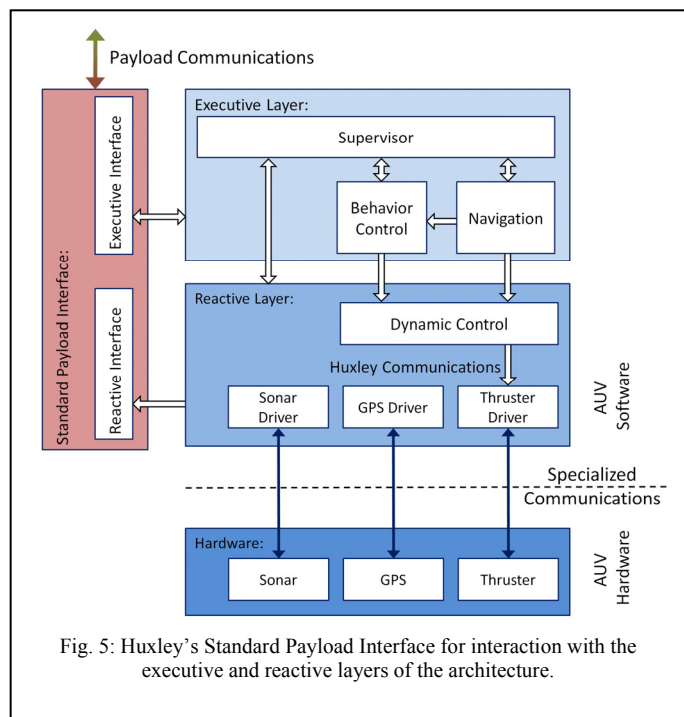 Payload Communications
Standard Payload Interface:
Executive Interface
Reactive Interface
Executive Layer:
Supervisor
Behavior
Control
Navigation
Reactive Layer:
Dynamic Control
Huxley Communications
Sonar
Driver
GPS Driver
Thruster
Driver
AUV
Software
Specialized
Communications
Hardware:
Sonar
GPS
Thruster
AUV
Hardware
Fig. 5: Huxley's Standard Payload Interface for interaction with the
executive and reactive layers of the architecture.